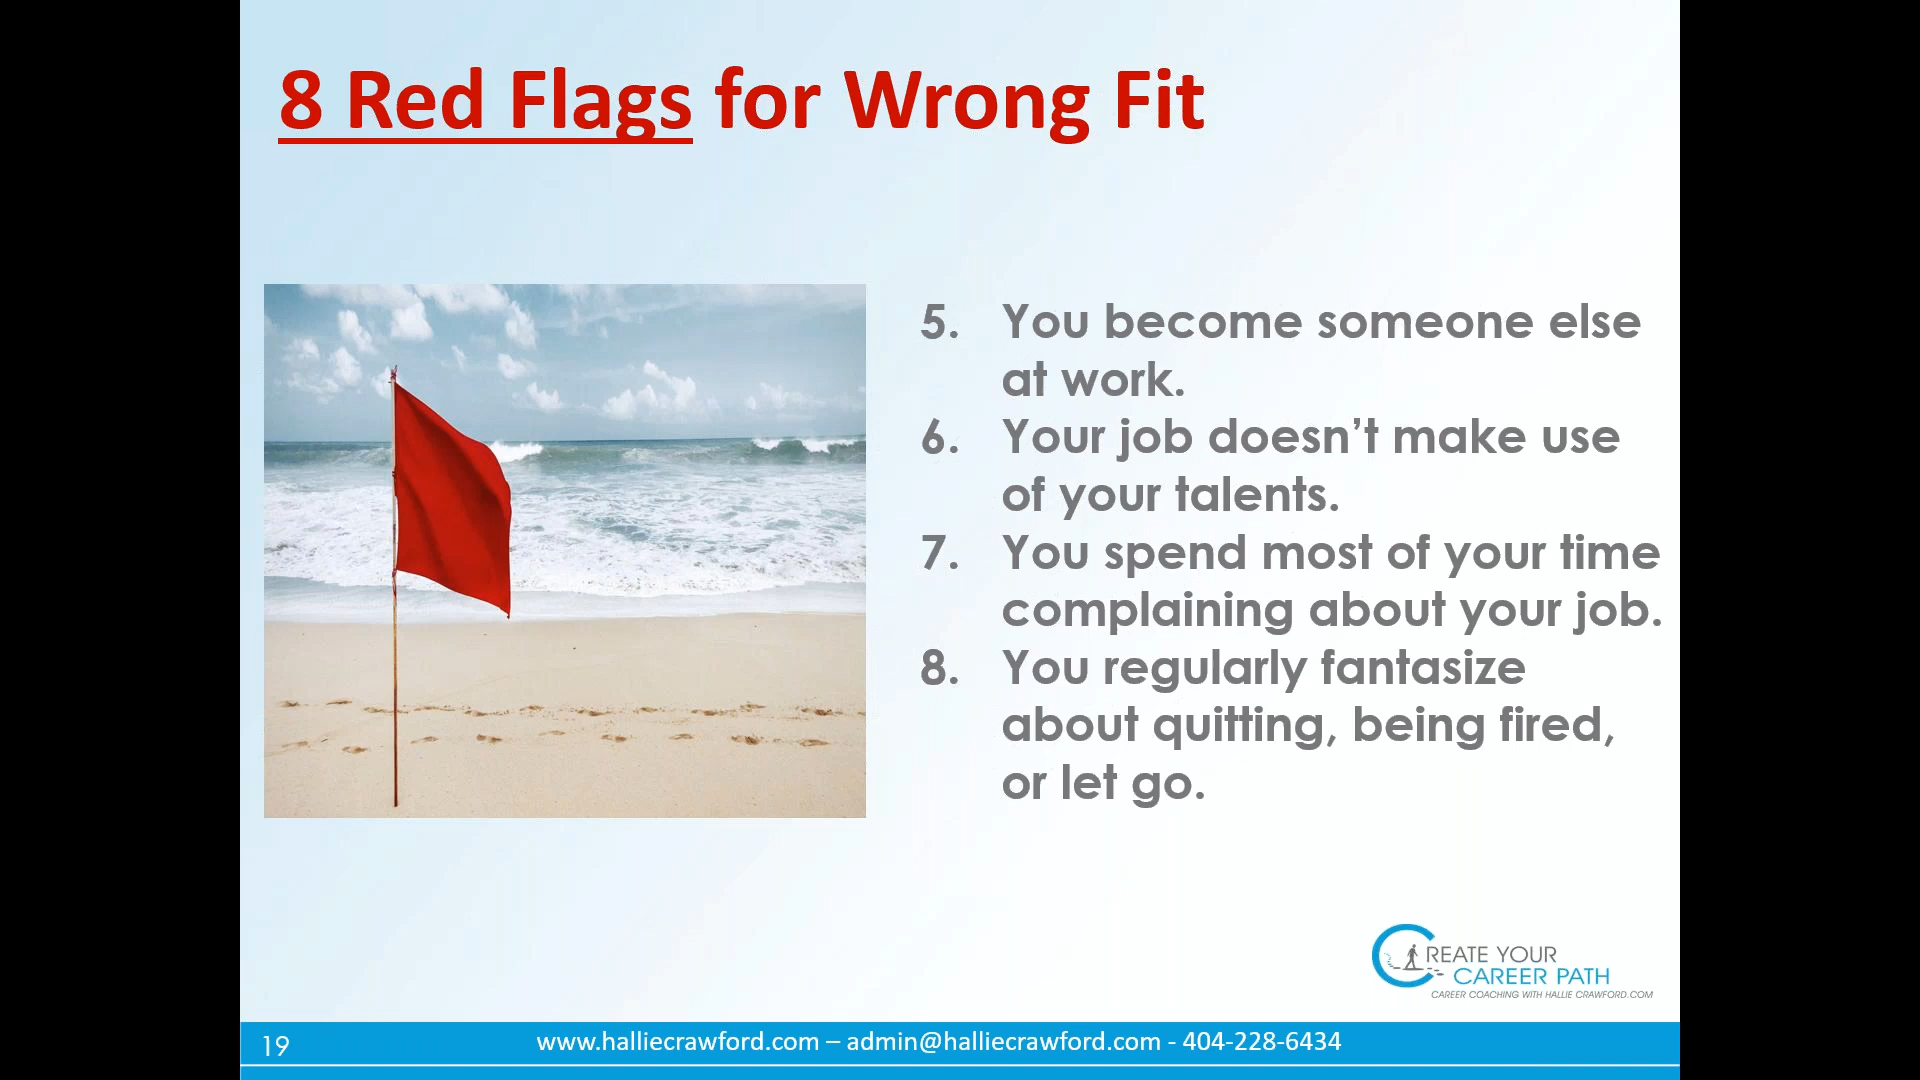 8 Red Flags for Wrong Fit
5. You become someone else
at work.
6. Your job doesn’t make use
of your talents.
7. You spend most of your time
complaining about your job.
8. You regularly fantasize
about quitting, being fired,
or let go.
CREATE YOUR
CAREER PATH
CAREER COACHING WITH HALLIE CRAWFORD.COM
19
www.halliecrawford.com – admin@halliecrawford.com - 404-228-6434